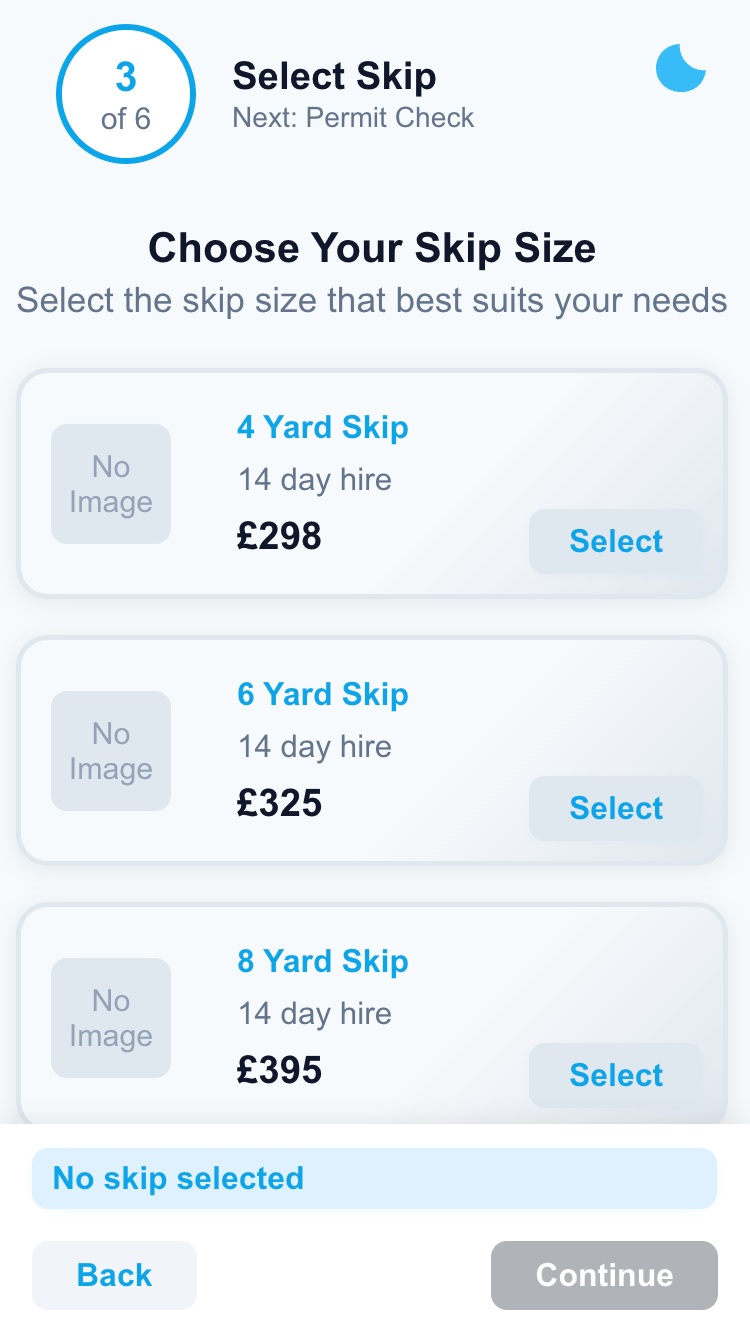 3
of 6
Select Skip
Next: Permit Check
Choose Your Skip Size
Select the skip size that best suits your needs
No
Image
4 Yard Skip
14 day hire
£298
Select
No
Image
6 Yard Skip
14 day hire
£325
Select
No
Image
8 Yard Skip
14 day hire
£395
Select
No skip selected
Back
Continue